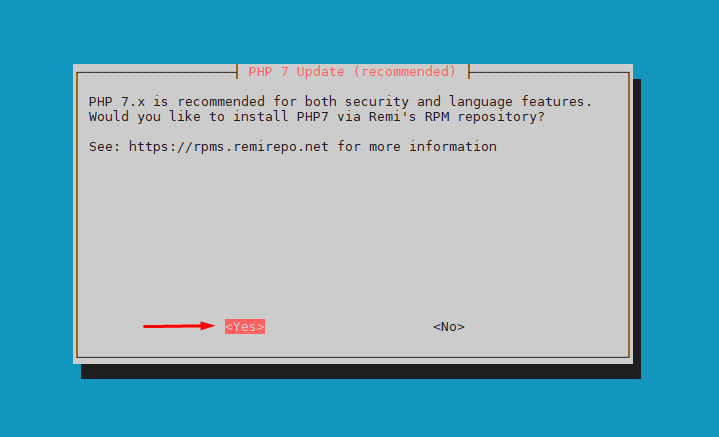 PHP 7 Update (recommended)
PHP 7.x is recommended for both security and language features.
Would you like to install PHP7 via Remi's RPM repository?
See: https://rpms.remirepo.net for more information
<Yes> <No>